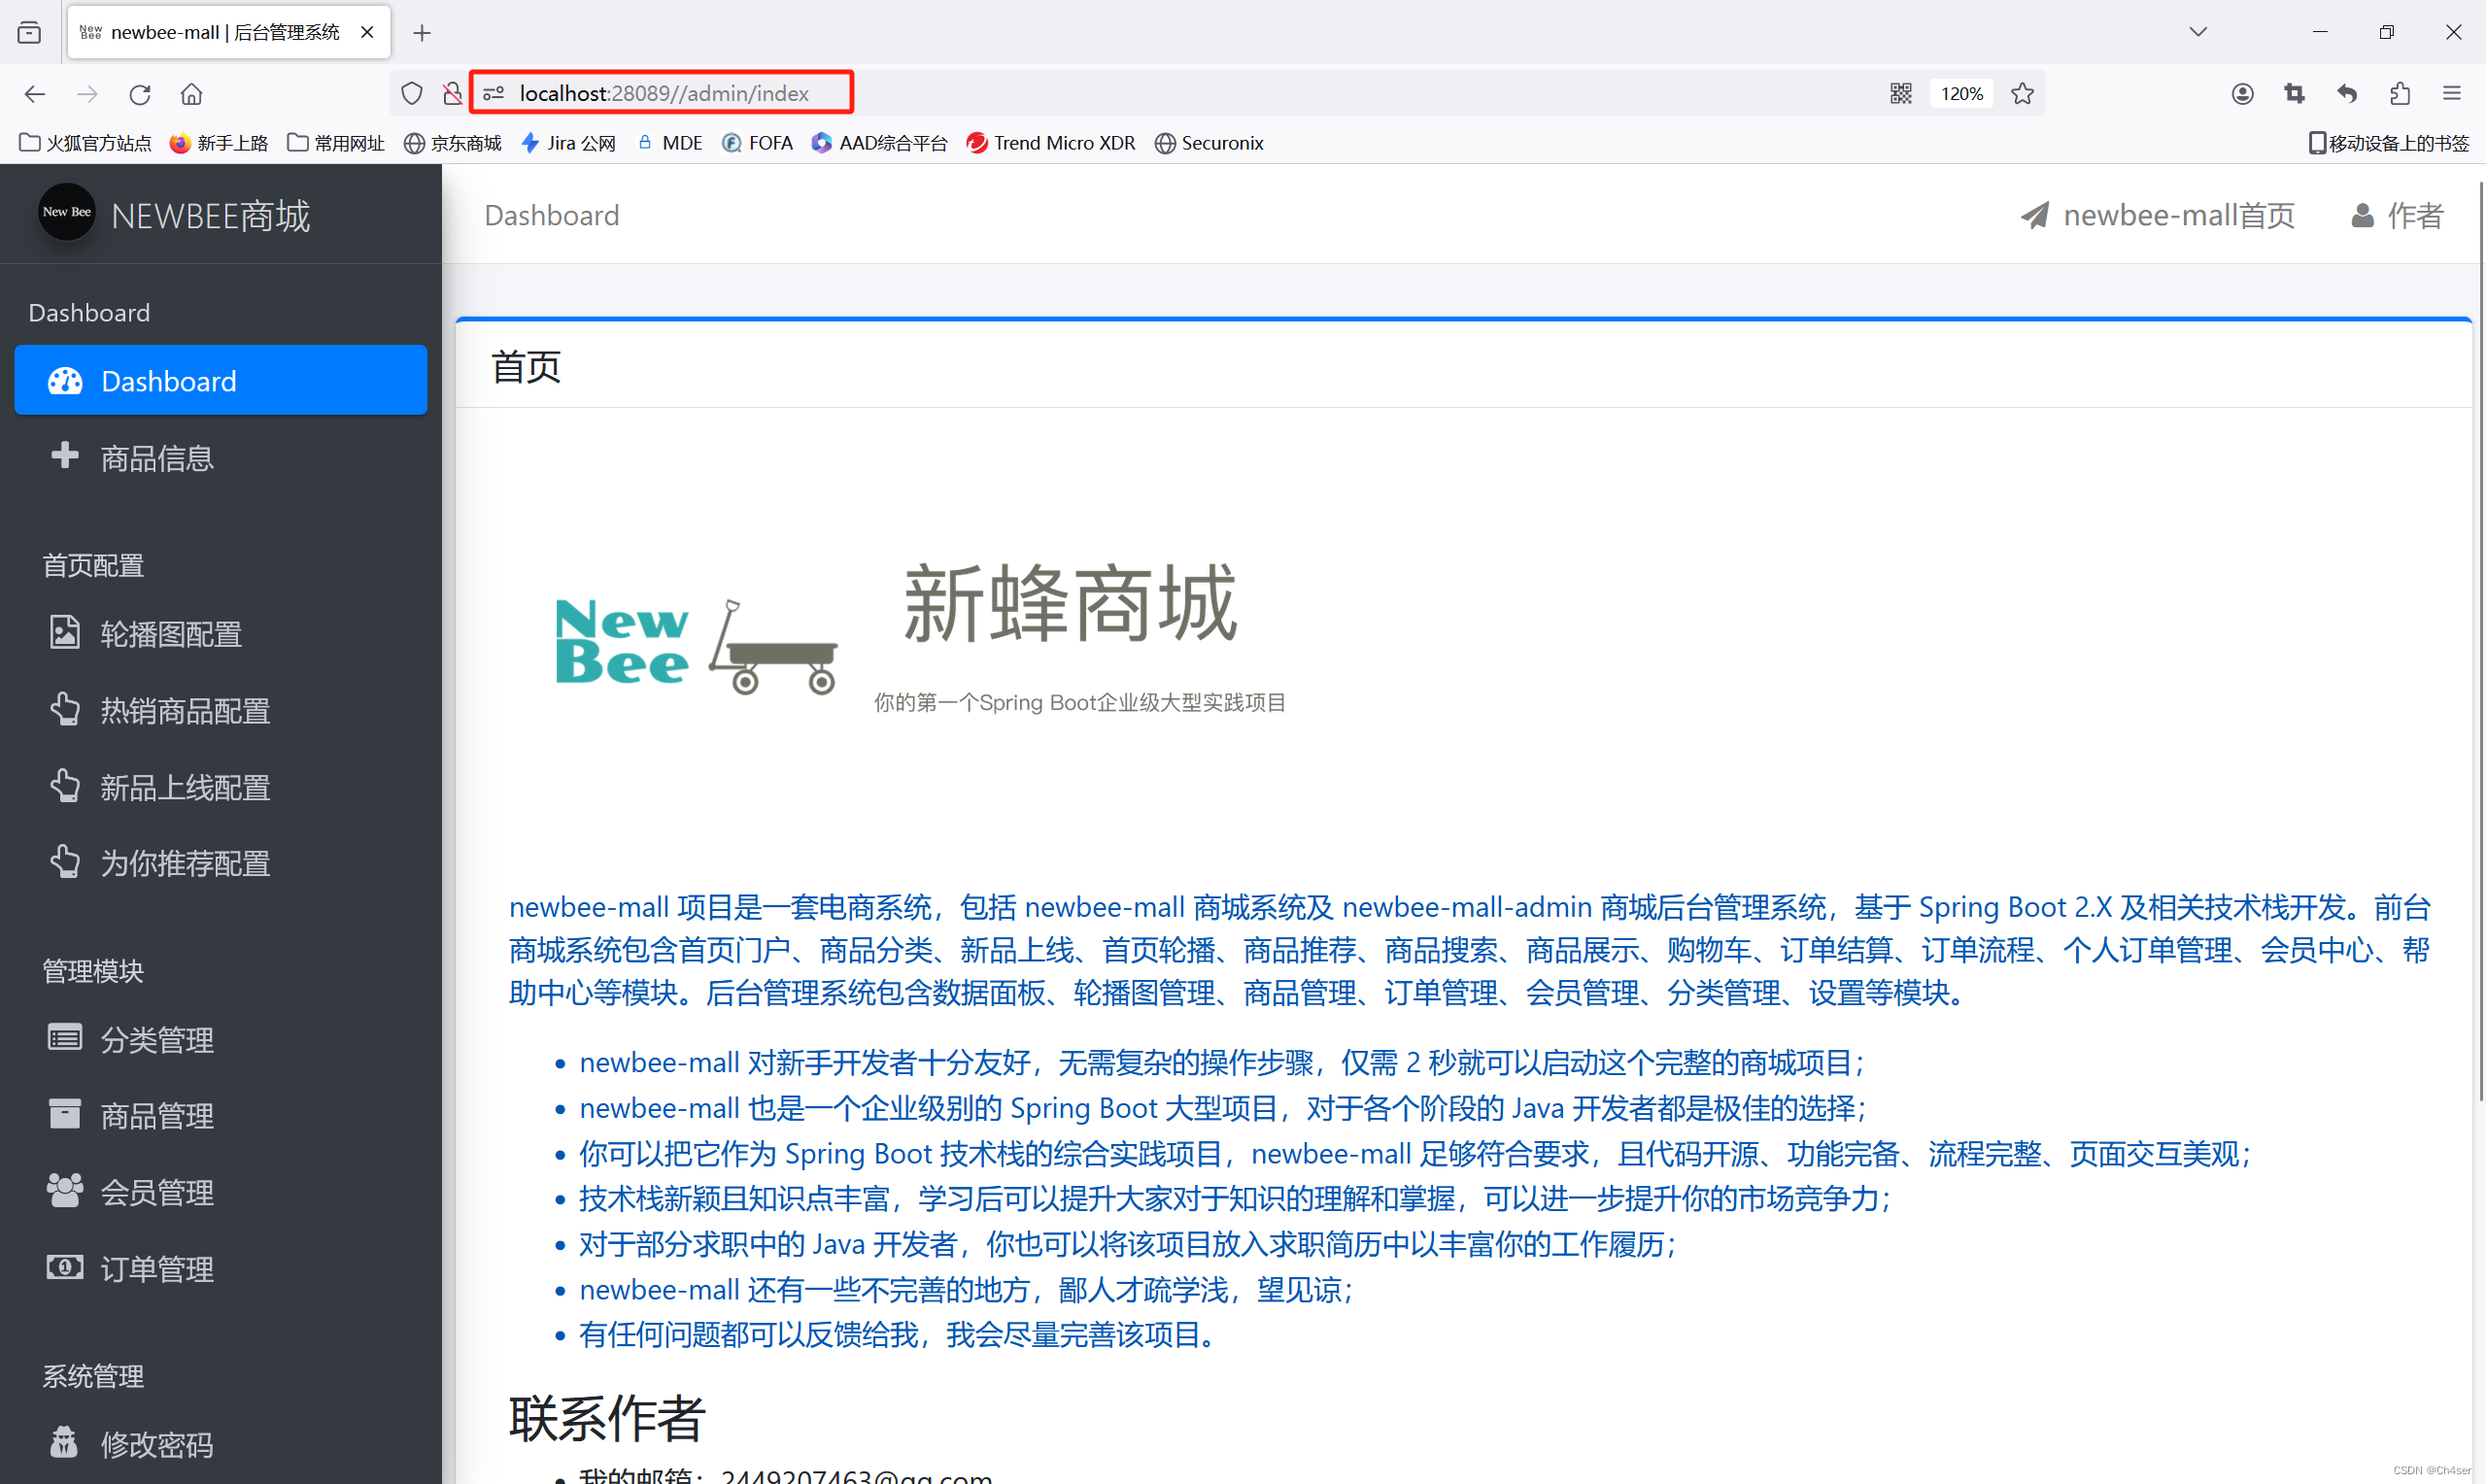 New Bee newbee-mall | 后台管理系统
localhost:28089//admin/index
120%
火狐官方站点 新手上路 常用网址 京东商城 Jira 公网 MDE FOFA AAD综合平台 Trend Micro XDR Securonix 移动设备上的书签
New Bee NEWBEE商城
Dashboard newbee-mall首页 作者
Dashboard
Dashboard
商品信息
首页配置
轮播图配置
热销商品配置
新品上线配置
为你推荐配置
管理模块
分类管理
商品管理
会员管理
订单管理
系统管理
修改密码
首页
New
Bee
新蜂商城
你的第一个Spring Boot企业级大型实践项目
newbee-mall 项目是一套电商系统，包括 newbee-mall 商城系统及 newbee-mall-admin 商城后台管理系统，基于 Spring Boot 2.X 及相关技术栈开发。前台
商城系统包含首页门户、商品分类、新品上线、首页轮播、商品推荐、商品搜索、商品展示、购物车、订单结算、订单流程、个人订单管理、会员中心、帮
助中心等模块。后台管理系统包含数据面板、轮播图管理、商品管理、订单管理、会员管理、分类管理、设置等模块。
• newbee-mall 对新手开发者十分友好，无需复杂的操作步骤，仅需 2 秒就可以启动这个完整的商城项目；
• newbee-mall 也是一个企业级别的 Spring Boot 大型项目，对于各个阶段的 Java 开发者都是极佳的选择；
• 你可以把它作为 Spring Boot 技术栈的综合实践项目，newbee-mall 足够符合要求，且代码开源、功能完备、流程完整、页面交互美观；
• 技术栈新颖且知识点丰富，学习后可以提升大家对于知识的理解和掌握，可以进一步提升你的市场竞争力；
• 对于部分求职中的 Java 开发者，你也可以将该项目放入求职简历中以丰富你的工作履历；
• newbee-mall 还有一些不完善的地方，鄙人才疏学浅，望见谅；
• 有任何问题都可以反馈给我，我会尽量完善该项目。
联系作者
• 我的邮箱：2449207463@qq.com
CSDN @Ch4ser